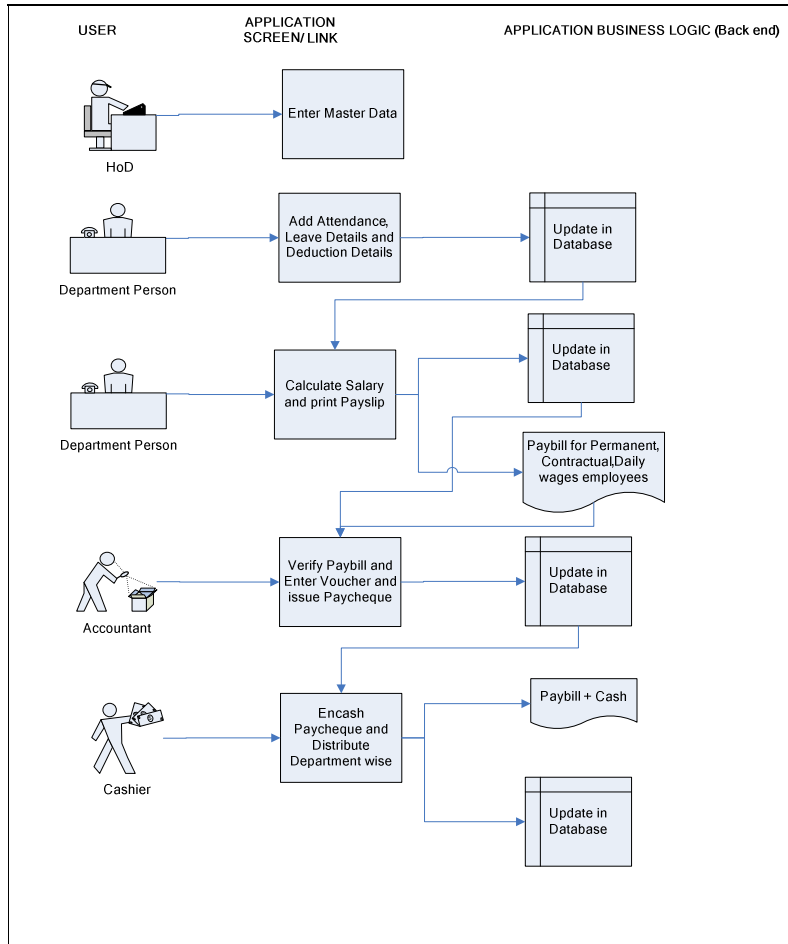 USER
APPLICATION
SCREEN/ LINK
APPLICATION BUSINESS LOGIC (Back end)
Enter Master Data
HoD
Add Attendance,
Leave Details and
Deduction Details
Update in
Database
Department Person
Calculate Salary
and print Payslip
Update in
Database
Department Person
Paybill for Permanent,
Contractual,Daily
wages employees
Verify Paybill and
Enter Voucher and
issue Paycheque
Update in
Database
Accountant
Encash
Paycheque and
Distribute
Department wise
Paybill + Cash
Cashier
Update in
Database